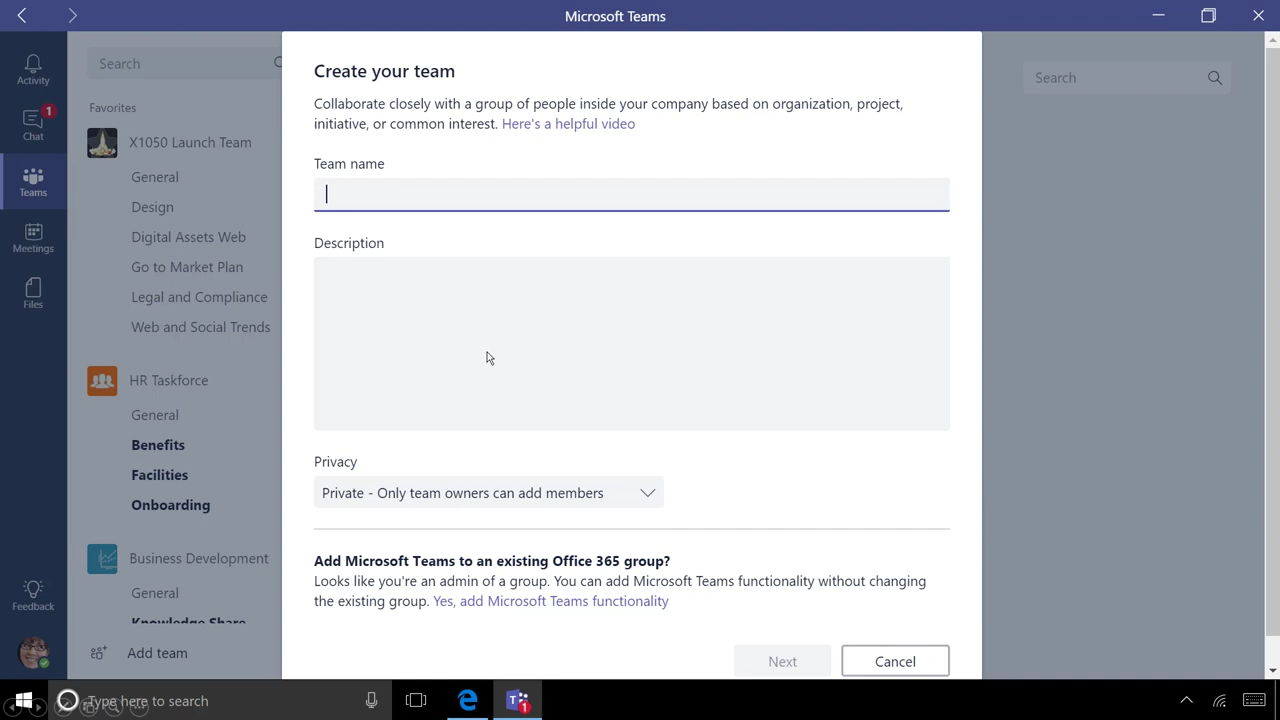 Microsoft Teams
Activity
Chat
1
Teams
Meetings
Files
Feedback
Search
Favorites
X1050 Launch Team
General
Design
Digital Assets Web
Go to Market Plan
Legal and Compliance
Web and Social Trends
HR Taskforce
General
Benefits
Facilities
Onboarding
Business Development
General
Knowledge Share
Add team
Create your team
Collaborate closely with a group of people inside your company based on organization, project,
initiative, or common interest. Here's a helpful video
Team name
Description
Privacy
Private - Only team owners can add members
Add Microsoft Teams to an existing Office 365 group?
Looks like you're an admin of a group. You can add Microsoft Teams functionality without changing
the existing group. Yes, add Microsoft Teams functionality
Next
Cancel
Search
Type here to search
1